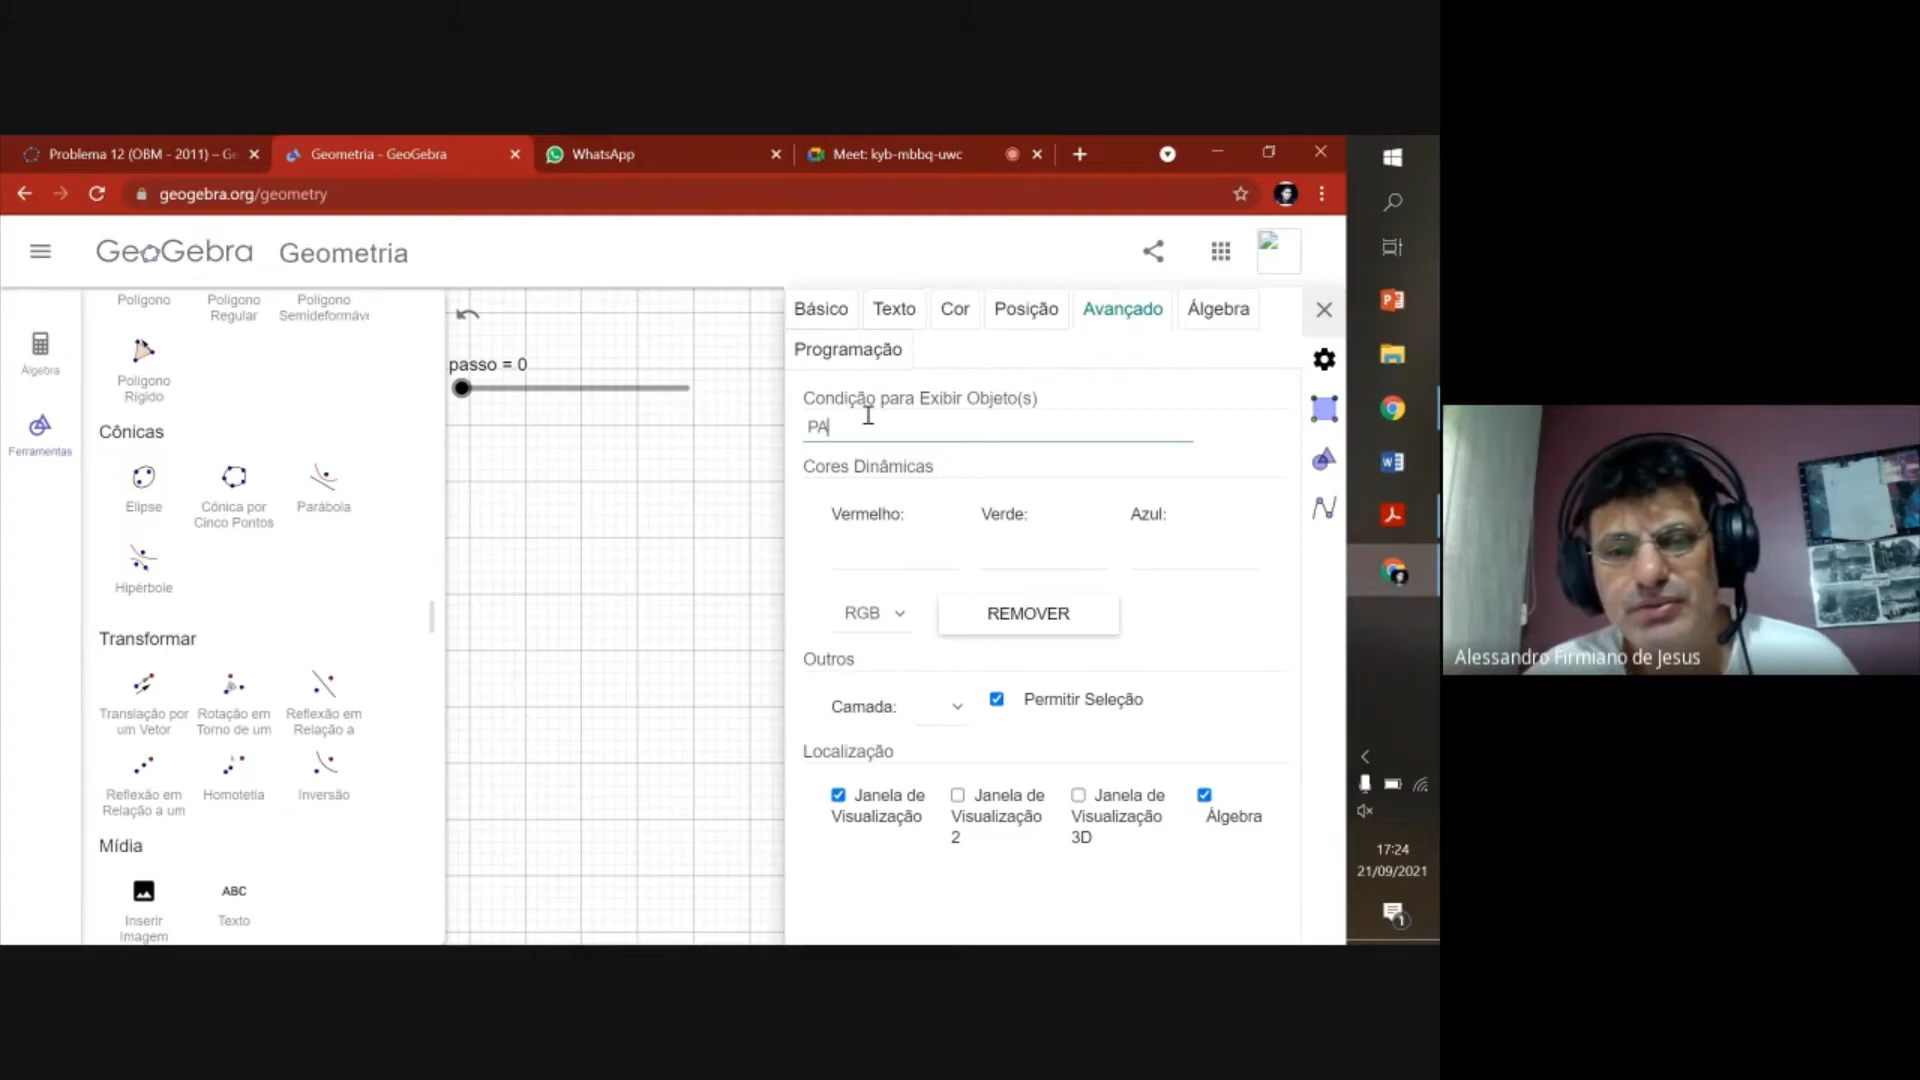 Problema 12 (OBM - 2011) – Ge
Geometria - GeoGebra
WhatsApp
Meet: kyb-mbbq-uwc
geogebra.org/geometry
GeoGebra
Geometria
Álgebra
Ferramentas
Polígono
Polígono
Regular
Polígono
Semideformáve
Polígono
Rígido
Cônicas
Elipse
Cônica por
Cinco Pontos
Parábola
Hipérbole
Transformar
Translação por
um Vetor
Rotação em
Torno de um
Reflexão em
Relação a
Reflexão em
Relação a um
Homotetia
Inversão
Mídia
Inserir
Imagem
ABC
Texto
passo = 0
Básico
Texto
Cor
Posição
Avançado
Álgebra
Programação
Condição para Exibir Objeto(s)
PA
Cores Dinâmicas
Vermelho:
Verde:
Azul:
RGB
REMOVER
Outros
Camada:
Permitir Seleção
Localização
Janela de
Visualização
Janela de
Visualização
2
Janela de
Visualização
3D
Álgebra
17:24
21/09/2021
1
Alessandro Firmiano de Jesus